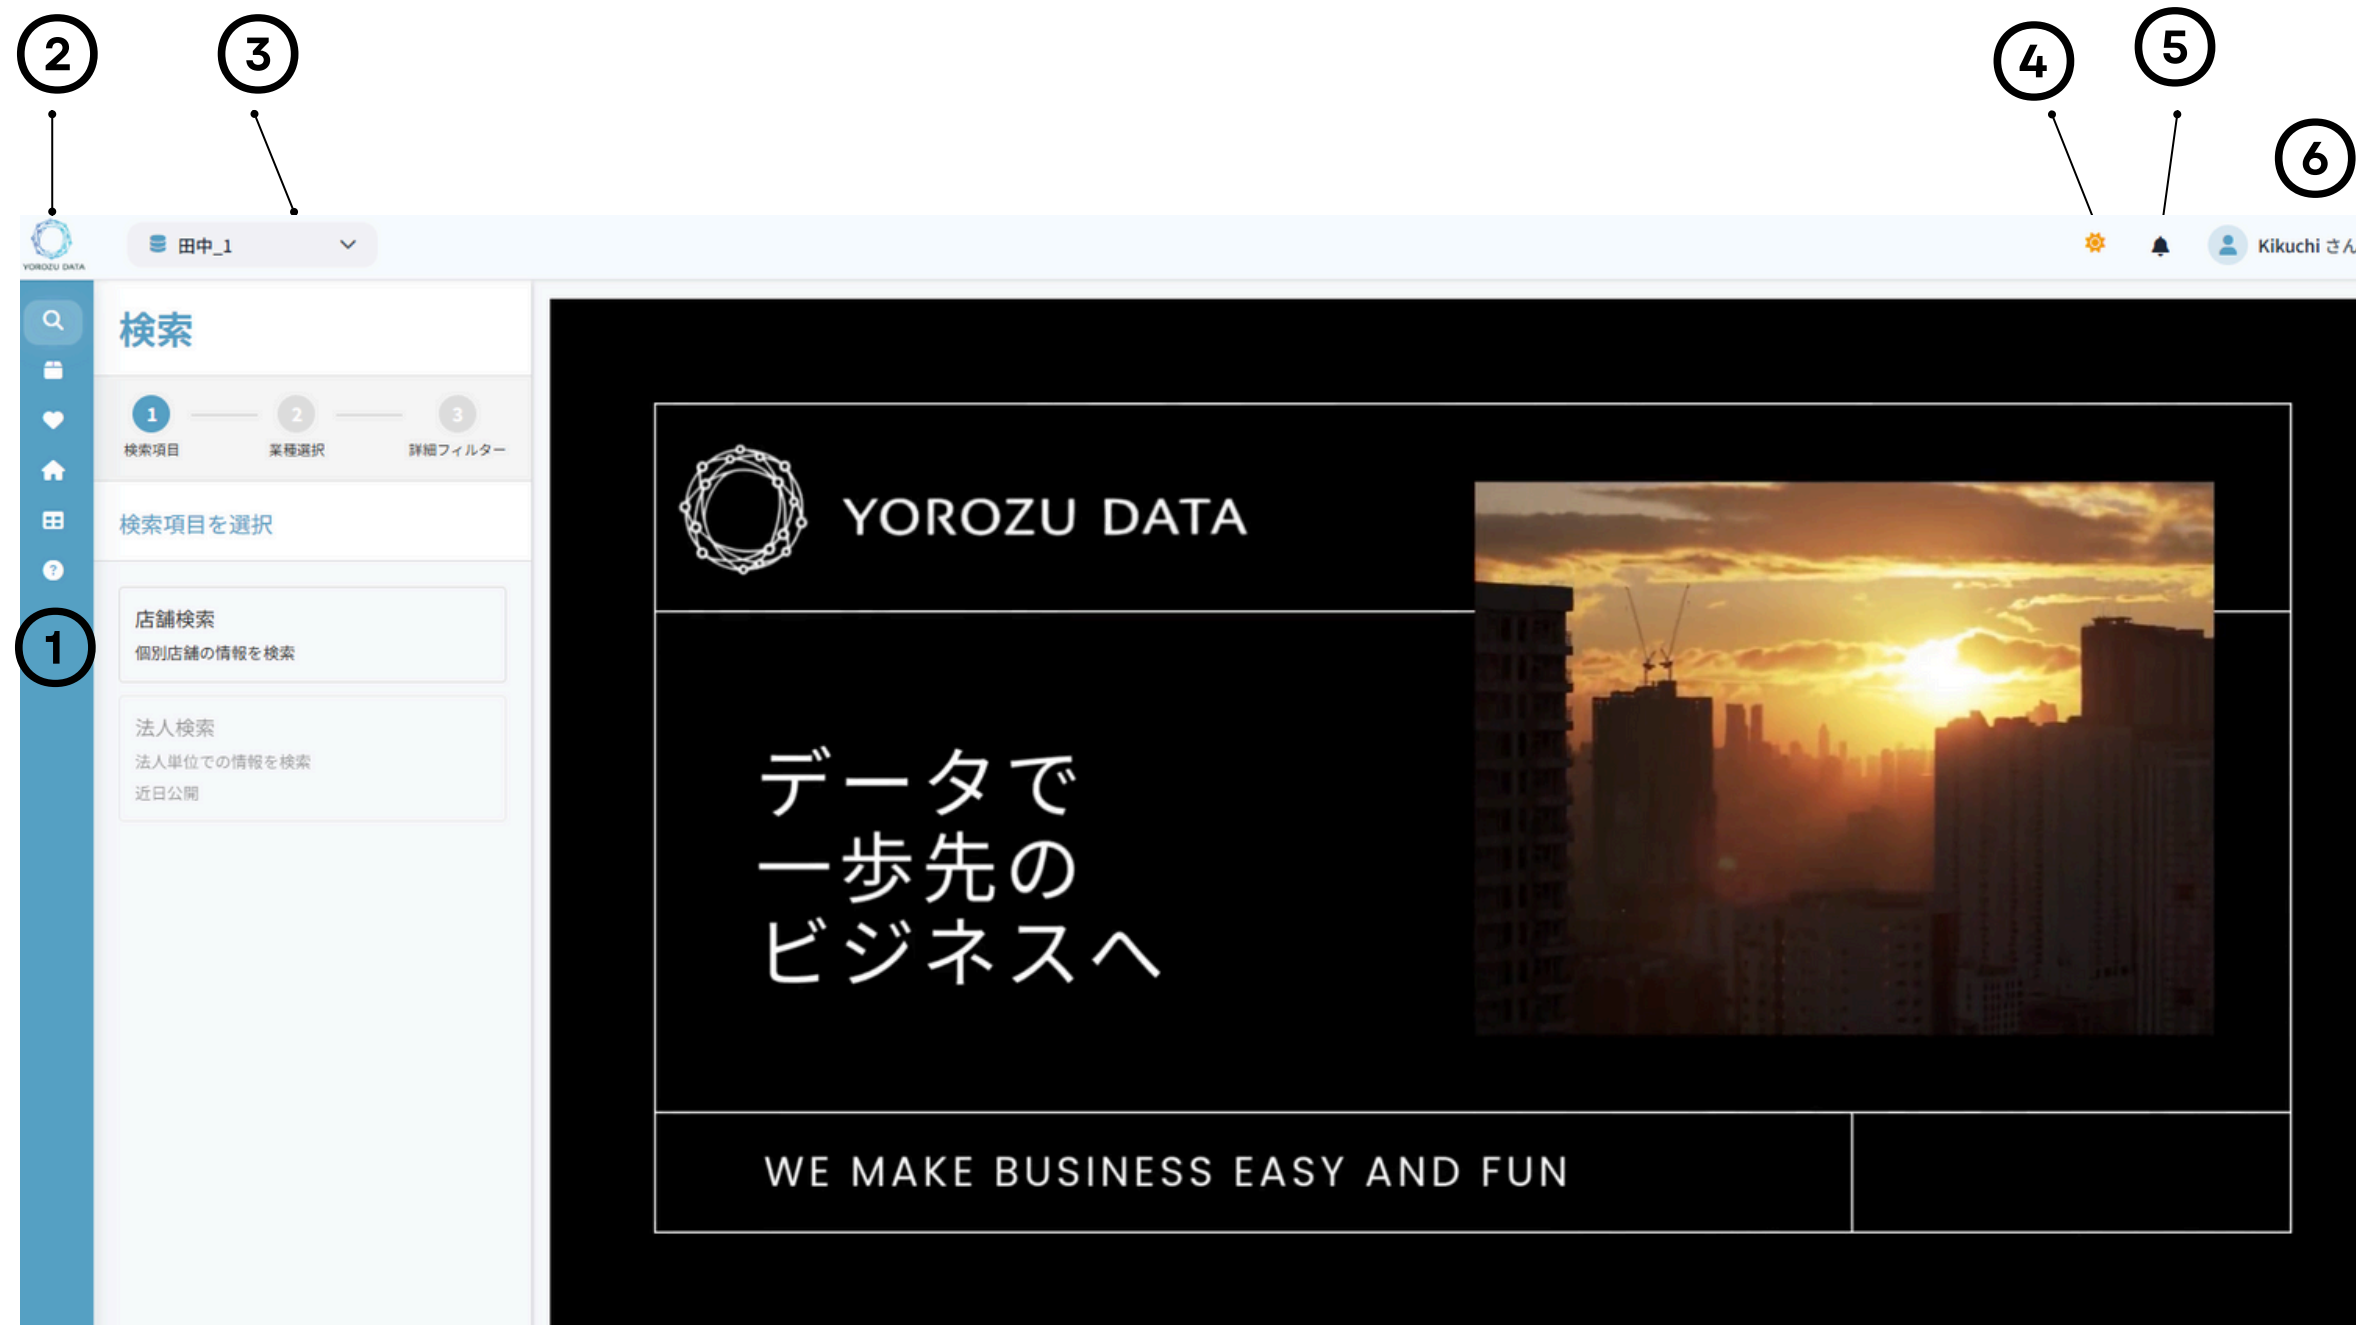 2
3
4
5
6
YOROZU DATA
田中_1
Kikuchi さん
検索
1
2
3
検索項目
業種選択
詳細フィルター
検索項目を選択
?
1
店舗検索
個別店舗の情報を検索
法人検索
法人単位での情報を検索
近日公開
YOROZU DATA
データで
一歩先の
ビジネスへ
WE MAKE BUSINESS EASY AND FUN